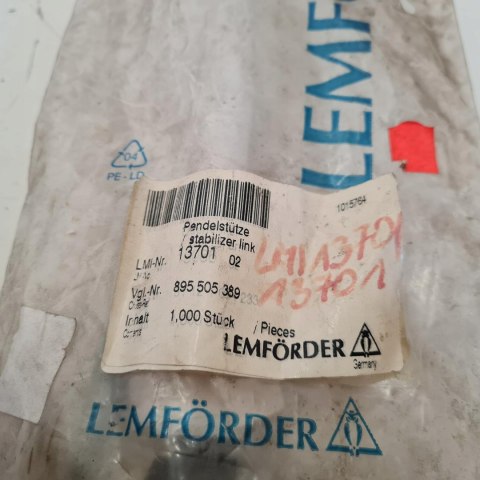 LEMFÖ
04
PE-LD
1015764
Pendelstütze
/ stabilizer link
LMI-Nr. 13701 02
LMI 13701
13701
Vgl.-Nr. 895 505 389
Inhalt 1,000 Stück / Pieces
LEMFÖRDER
Germany
LEMFÖRDER